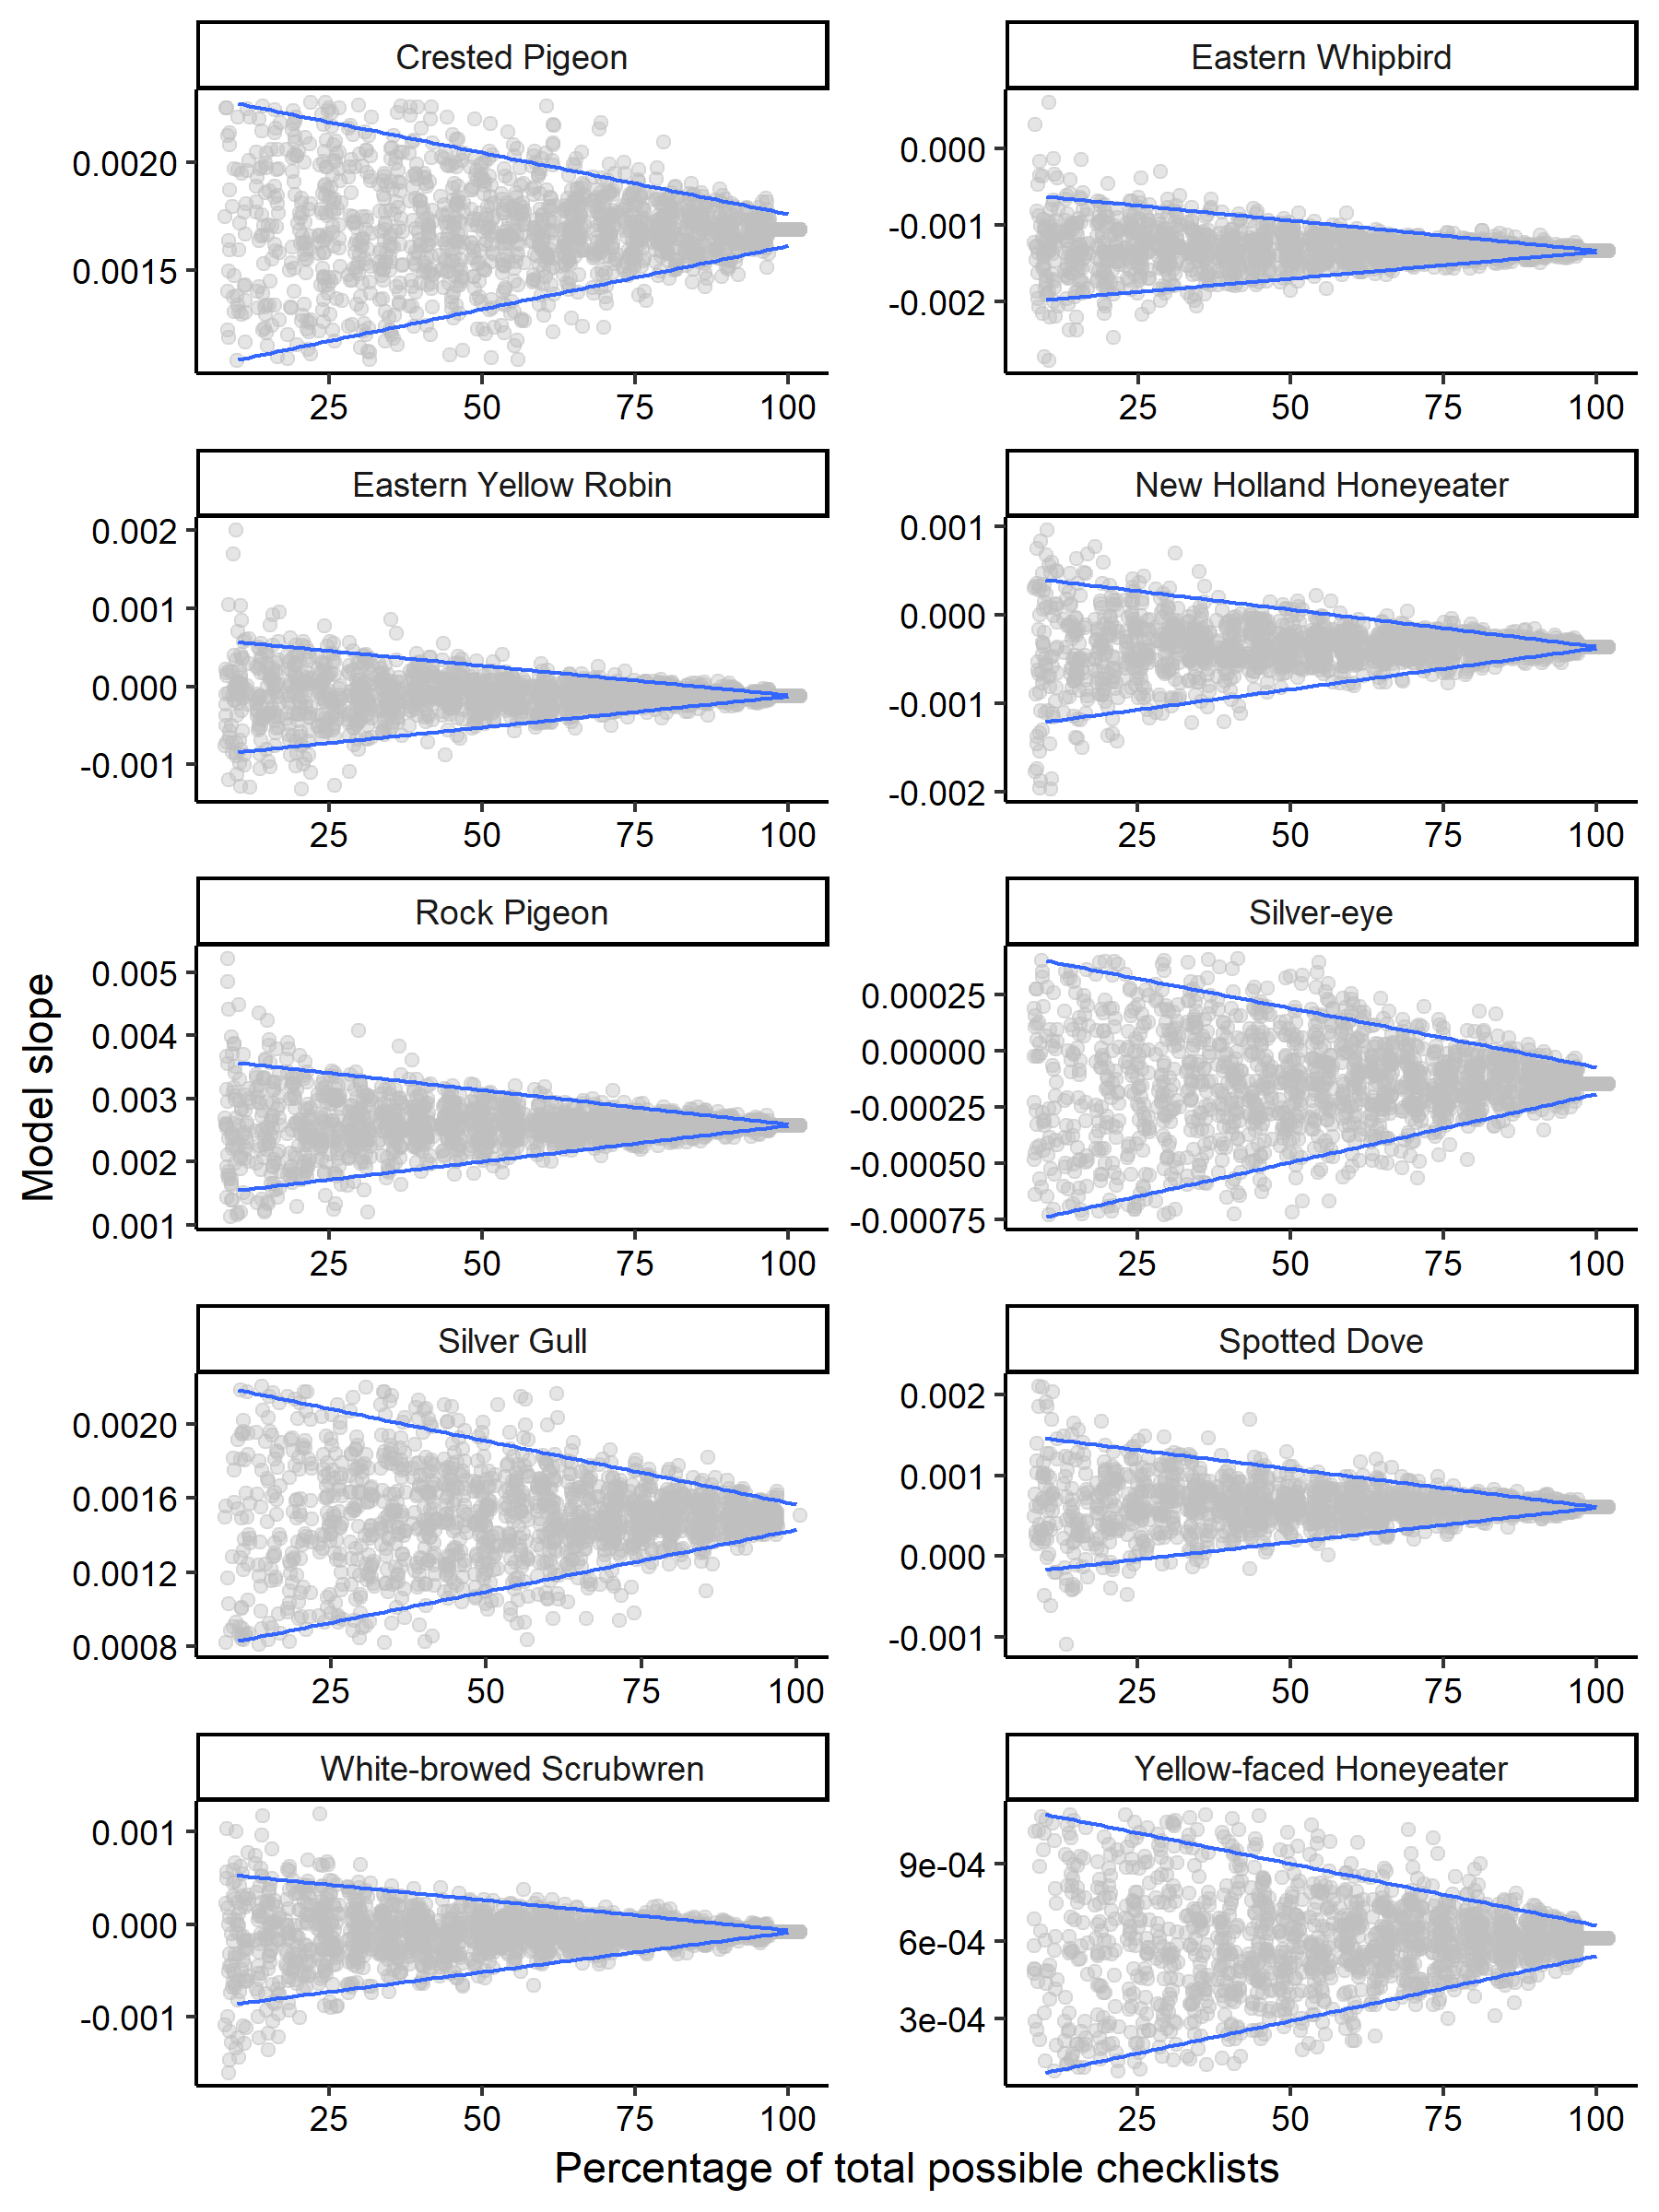 Crested Pigeon
0.0020
0.0015
25 50 75 100
Eastern Whipbird
0.000
-0.001
-0.002
25 50 75 100
Eastern Yellow Robin
0.002
0.001
0.000
-0.001
25 50 75 100
New Holland Honeyeater
0.001
0.000
-0.001
-0.002
25 50 75 100
Rock Pigeon
0.005
0.004
0.003
0.002
0.001
25 50 75 100
Silver-eye
0.00025
0.00000
-0.00025
-0.00050
-0.00075
25 50 75 100
Silver Gull
0.0020
0.0016
0.0012
0.0008
25 50 75 100
Spotted Dove
0.002
0.001
0.000
-0.001
25 50 75 100
White-browed Scrubwren
0.001
0.000
-0.001
25 50 75 100
Yellow-faced Honeyeater
9e-04
6e-04
3e-04
25 50 75 100
Model slope
Percentage of total possible checklists